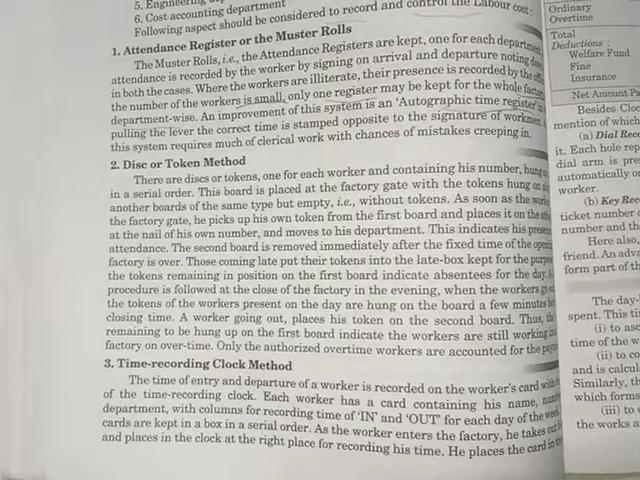 5. Engineering
6. Cost accounting department
Following aspect should be considered to record and control the Labour cost:
1. Attendance Register or the Muster Rolls
The Muster Rolls, i.e., the Attendance Registers are kept, one for each
attendance is recorded by the worker by signing on arrival and departure noting
in both the cases. Where the workers are illiterate, their presence is recorded by the
the number of the workers is small, only one register may be kept for the whole
department-wise. An improvement of this system is an 'Autographic time register'
pulling the lever the correct time is stamped opposite to the signature of workmen.
this system requires much of clerical work with chances of mistakes creeping in.
2. Disc or Token Method
There are discs or tokens, one for each worker and containing his number, hung
in a serial order. This board is placed at the factory gate with the tokens hung on
another boards of the same type but empty, i.e., without tokens. As soon as the
the factory gate, he picks up his own token from the first board and places it on the
at the nail of his own number, and moves to his department. This indicates his
attendance. The second board is removed immediately after the fixed time of the
factory is over. Those coming late put their tokens into the late-box kept for the
the tokens remaining in position on the first board indicate absentees for the day.
procedure is followed at the close of the factory in the evening, when the workers
the tokens of the workers present on the day are hung on the board a few minutes
closing time. A worker going out, places his token on the second board. Thus,
remaining to be hung up on the first board indicate the workers are still working
factory on over-time. Only the authorized overtime workers are accounted for the
3. Time-recording Clock Method
The time of entry and departure of a worker is recorded on the worker's card with
of the time-recording clock. Each worker has a card containing his name,
department, with columns for recording time of 'IN' and 'OUT' for each day of the week
cards are kept in a box in a serial order. As the worker enters the factory, he takes out
and places in the clock at the right place for recording his time. He places the card in
Ordinary
Overtime
Total
Deductions :
Welfare Fund
Fine
Insurance
Net Amount
Besides
mention of which
(a) Dial
it. Each hole
dial arm is
automatically
worker.
(b) Key
ticket number
number and
Here also,
friend. An
form part of
The
spent. This
(i) to
time of the
(ii) to
and is
Similarly,
which forms
(iii) to
the works